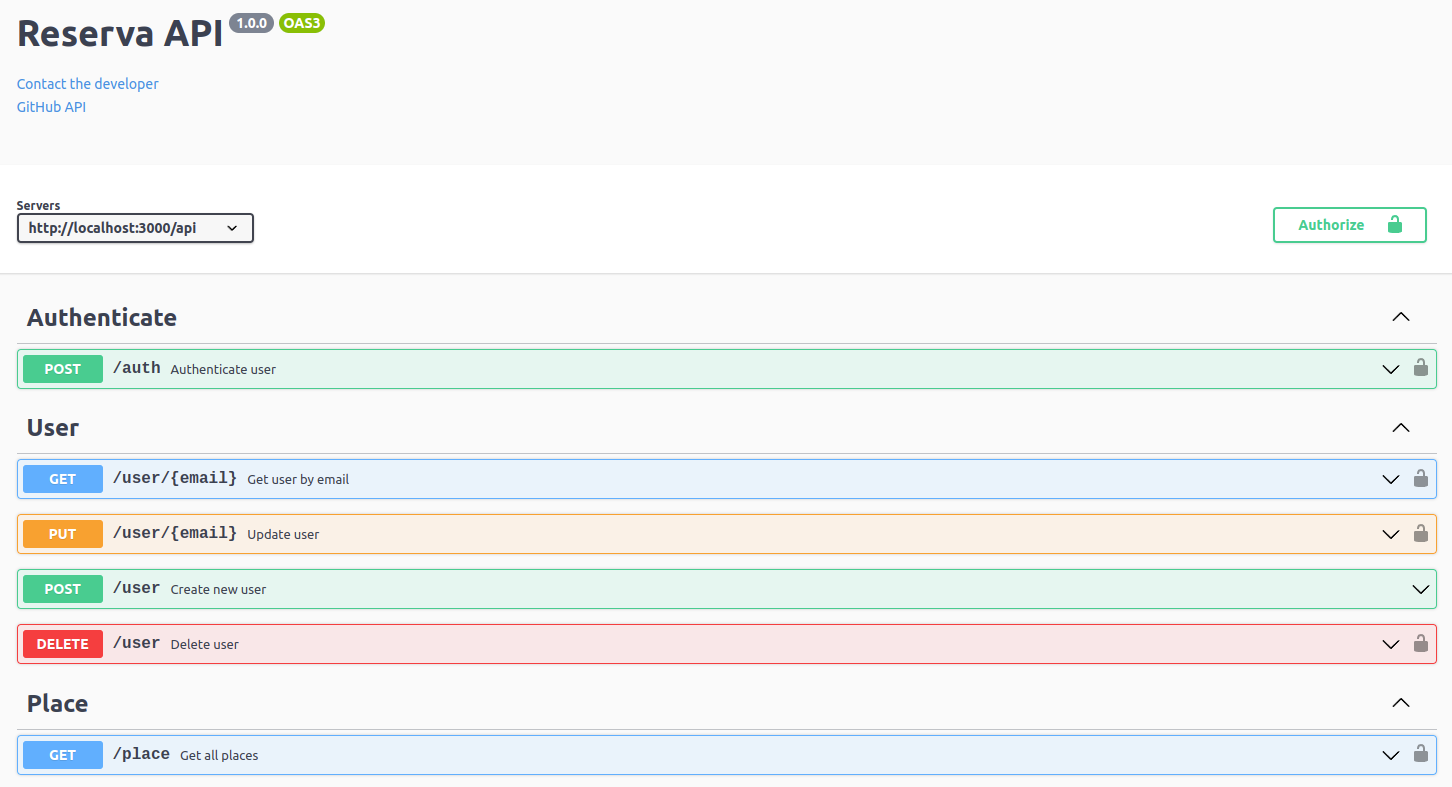 Reserva API 1.0.0 OAS3
Contact the developer
GitHub API
Servers
http://localhost:3000/api
Authorize
Authenticate
POST /auth Authenticate user
User
GET /user/{email} Get user by email
PUT /user/{email} Update user
POST /user Create new user
DELETE /user Delete user
Place
GET /place Get all places